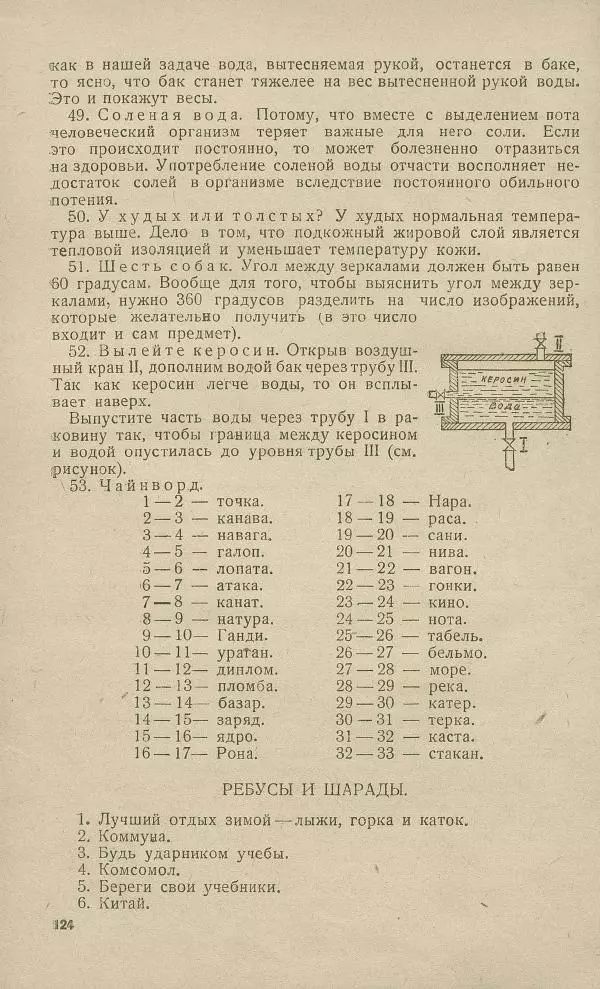 как в нашей задаче вода, вытесняемая рукой, останется в баке,
то ясно, что бак станет тяжелее на вес вытесненной рукой воды.
Это и покажут весы.
49. Соленая вода. Потому, что вместе с выделением пота
человеческий организм теряет важные для него соли. Если
это происходит постоянно, то может болезненно отразиться
на здоровьи. Употребление соленой воды отчасти восполняет не-
достаток солей в организме вследствие постоянного обильного
потения.
50. У худых или толстых? У худых нормальная темпера-
тура выше. Дело в том, что подкожный жировой слой является
тепловой изоляцией и уменьшает температуру кожи.
51. Шесть собак. Угол между зеркалами должен быть равен
60 градусам. Вообще для того, чтобы выяснить угол между зер-
калами, нужно 360 градусов разделить на число изображений,
которые желательно получить (в это число
входит и сам предмет).
52. Вылейте керосин. Открыв воздуш-
ный кран II, дополним водой бак через трубу III.
Так как керосин легче воды, то он всплы-
вает наверх.
Выпустите часть воды через трубу I в ра-
ковину так, чтобы граница между керосином
и водой опустилась до уровня трубы III (см.
рисунок).
II
КЕРОСИН
ВОДА
III
I
53. Чайнворд.
1 — 2 — точка.
2 — 3 — канава.
3 — 4 — навага.
4 — 5 — галоп.
5 — 6 — лопата.
6 — 7 — атака.
7 — 8 — канат.
8 — 9 — натура.
9 — 10 — Ганди.
10 — 11 — ураган.
11 — 12 — диплом.
12 — 13 — пломба.
13 — 14 — базар.
14 — 15 — заряд.
15 — 16 — ядро.
16 — 17 — Рона.
17 — 18 — Нара.
18 — 19 — раса.
19 — 20 — сани.
20 — 21 — нива.
21 — 22 — вагон.
22 — 23 — гонки.
23 — 24 — кино.
24 — 25 — нота.
25 — 26 — табель.
26 — 27 — бельмо.
27 — 28 — море.
28 — 29 — река.
29 — 30 — катер.
30 — 31 — терка.
31 — 32 — каста.
32 — 33 — стакан.
РЕБУСЫ И ШАРАДЫ.
1. Лучший отдых зимой — лыжи, горка и каток.
2. Коммуна.
3. Будь ударником учебы.
4. Комсомол.
5. Береги свои учебники.
6. Китай.
124